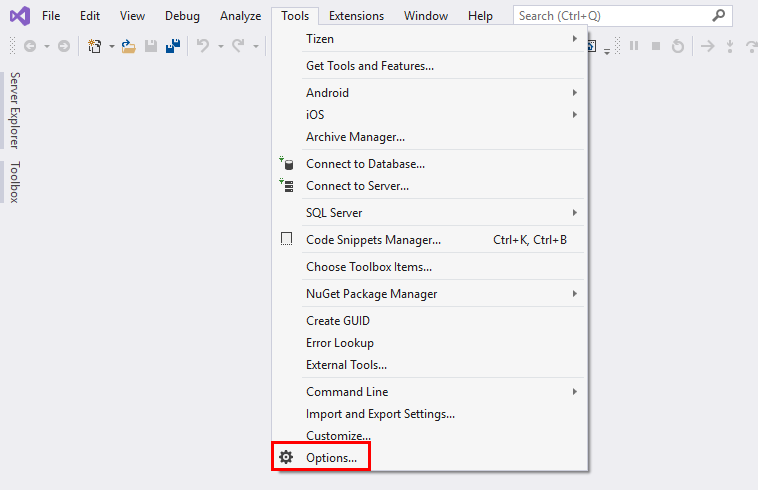 File Edit View Debug Analyze Tools Extensions Window Help Search (Ctrl+Q)
Server Explorer
Toolbox
Tizen
Get Tools and Features...
Android
iOS
Archive Manager...
Connect to Database...
Connect to Server...
SQL Server
Code Snippets Manager... Ctrl+K, Ctrl+B
Choose Toolbox Items...
NuGet Package Manager
Create GUID
Error Lookup
External Tools...
Command Line
Import and Export Settings...
Customize...
Options...